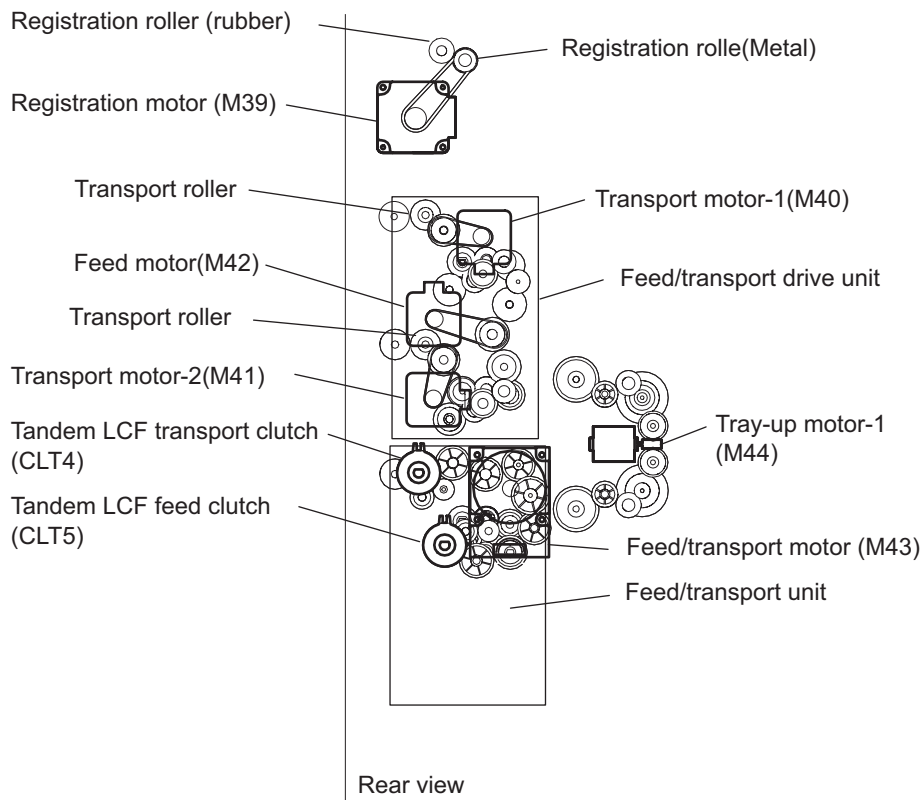 Registration roller (rubber)
Registration rolle(Metal)
Registration motor (M39)
Transport roller
Transport motor-1(M40)
Feed motor(M42)
Feed/transport drive unit
Transport roller
Transport motor-2(M41)
Tandem LCF transport clutch
(CLT4)
Tray-up motor-1
(M44)
Tandem LCF feed clutch
(CLT5)
Feed/transport motor (M43)
Feed/transport unit
Rear view